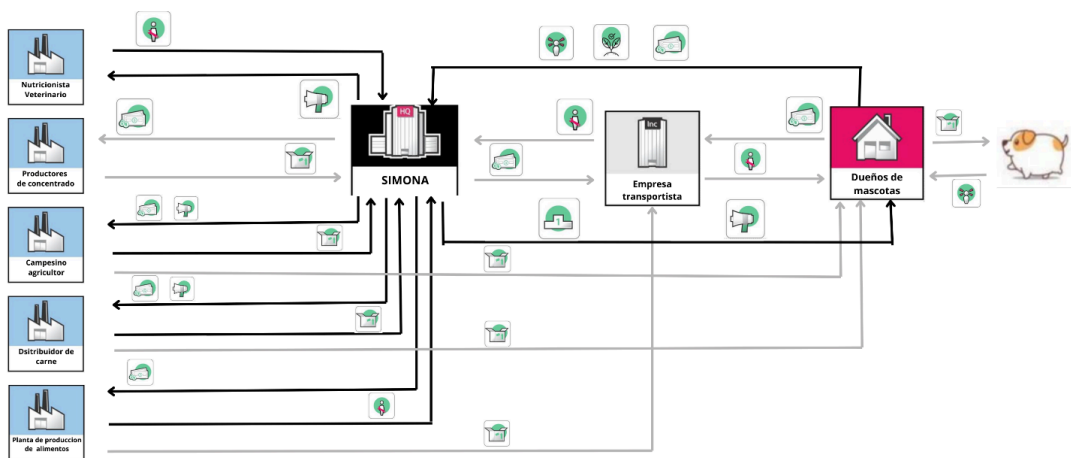 Nutricionista
Veterinario
Productores
de concentrado
Campesino
agricultor
Dsitribuidor de
carne
Planta de produccion
de alimentos
HQ
SIMONA
Inc
Empresa
transportista
1
Dueños de
mascotas